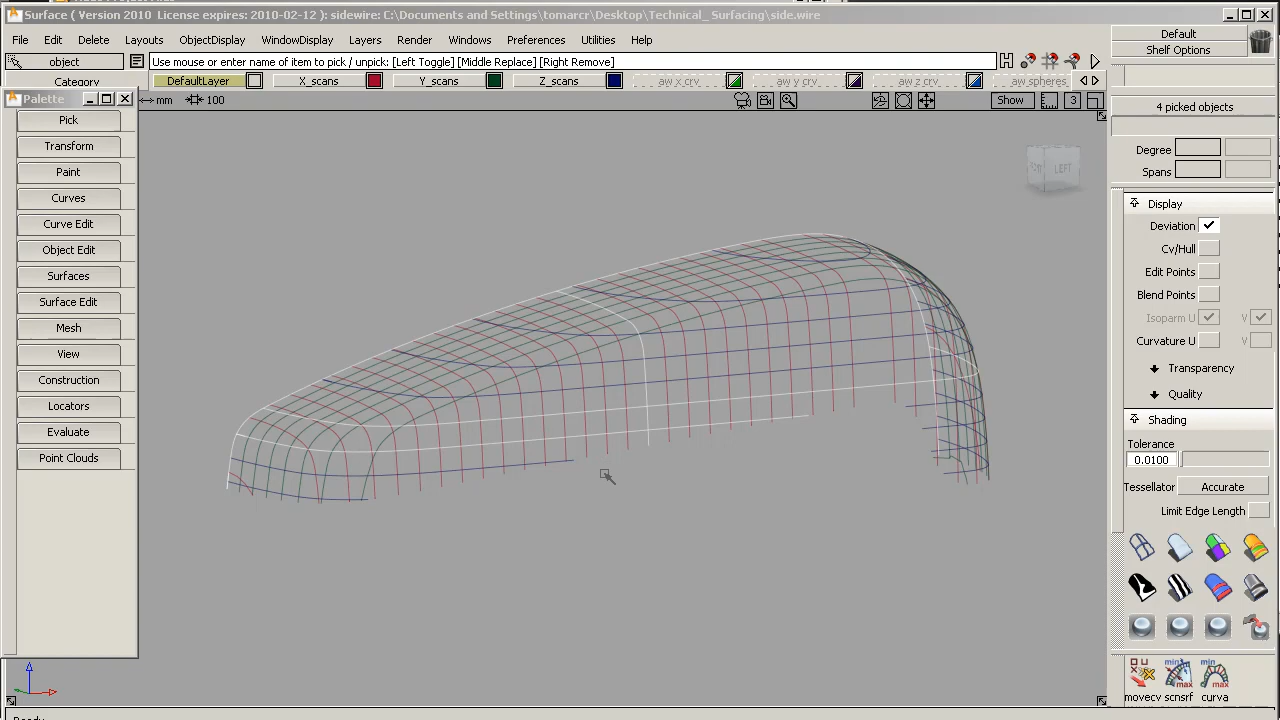 Surface ( Version 2010  License expires: 2010-02-12 ): sidewire: C:\Documents and Settings\tomarcr\Desktop\Technical_ Surfacing\side.wire
File Edit Delete Layouts ObjectDisplay WindowDisplay Layers Render Windows Preferences Utilities Help
Default
Shelf Options
object
Use mouse or enter name of item to pick/ unpick: [Left Toggle] [Middle Replace] [Right Remove]
Category DefaultLayer X_scans Y_scans Z_scans aw x crv aw y crv aw z crv aw spheres
Palette
mm 100 Show 3
4 picked objects
Pick
Transform
Paint
Curves
Curve Edit
Object Edit
Surfaces
Surface Edit
Mesh
View
Construction
Locators
Evaluate
Point Clouds
LEFT
Degree
Spans
Display
Deviation
Cv/Hull
Edit Points
Blend Points
Isoparm U V
Curvature U V
Transparency
Quality
Shading
Tolerance
0.0100
Tessellator Accurate
Limit Edge Length
min max min max
movecv scnsrf curva